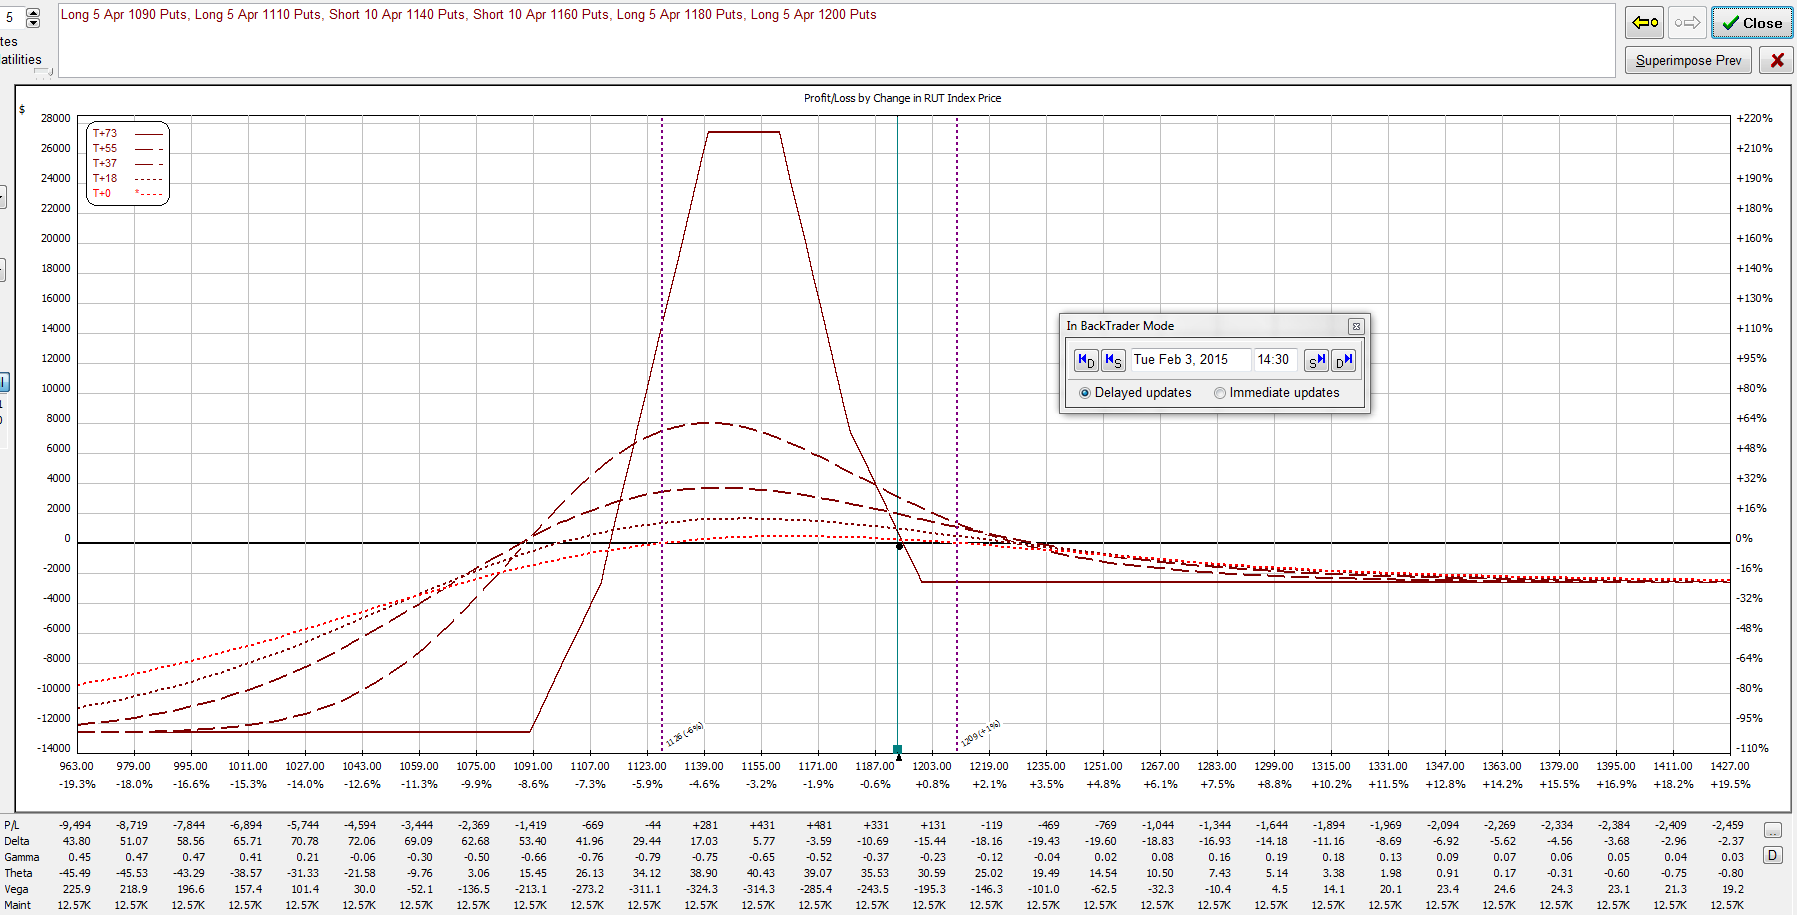 5
Long 5 Apr 1090 Puts, Long 5 Apr 1110 Puts, Short 10 Apr 1140 Puts, Short 10 Apr 1160 Puts, Long 5 Apr 1180 Puts, Long 5 Apr 1200 Puts
Close
tes
atilities
Superimpose Prev
Profit/Loss by Change in RUT Index Price
$
28000 +220%
26000 +210%
24000 +190%
22000 +180%
20000 +160%
18000 +140%
16000 +130%
14000 +110%
12000 +95%
10000 +80%
8000 +64%
6000 +48%
4000 +32%
2000 +16%
0 0%
-2000 -16%
-4000 -32%
-6000 -48%
-8000 -64%
-10000 -80%
-12000 -95%
-14000 -110%
T+73
T+55
T+37
T+18
T+0 *
In BackTrader Mode
D S Tue Feb 3, 2015 14:30 S D
Delayed updates Immediate updates
1126 (-6%) 1209 (+1%)
963.00 979.00 995.00 1011.00 1027.00 1043.00 1059.00 1075.00 1091.00 1107.00 1123.00 1139.00 1155.00 1171.00 1187.00 1203.00 1219.00 1235.00 1251.00 1267.00 1283.00 1299.00 1315.00 1331.00 1347.00 1363.00 1379.00 1395.00 1411.00 1427.00
-19.3% -18.0% -16.6% -15.3% -14.0% -12.6% -11.3% -9.9% -8.6% -7.3% -5.9% -4.6% -3.2% -1.9% -0.6% +0.8% +2.1% +3.5% +4.8% +6.1% +7.5% +8.8% +10.2% +11.5% +12.8% +14.2% +15.5% +16.9% +18.2% +19.5%
P/L -9,494 -8,719 -7,844 -6,894 -5,744 -4,594 -3,444 -2,369 -1,419 -669 -44 +281 +431 +481 +331 +131 -119 -469 -769 -1,044 -1,344 -1,644 -1,894 -1,969 -2,094 -2,269 -2,334 -2,384 -2,409 -2,459
Delta 43.80 51.07 58.56 65.71 70.78 72.06 69.09 62.68 53.40 41.96 29.44 17.03 5.77 -3.59 -10.69 -15.44 -18.16 -19.43 -19.60 -18.83 -16.93 -14.18 -11.16 -8.69 -6.92 -5.62 -4.56 -3.68 -2.96 -2.37
Gamma 0.45 0.47 0.47 0.41 0.21 -0.06 -0.30 -0.50 -0.66 -0.76 -0.79 -0.75 -0.65 -0.52 -0.37 -0.23 -0.12 -0.04 0.02 0.08 0.16 0.19 0.18 0.13 0.09 0.07 0.06 0.05 0.04 0.03
Theta -45.49 -45.53 -43.29 -38.57 -31.33 -21.58 -9.76 3.06 15.45 26.13 34.12 38.90 40.43 39.07 35.53 30.59 25.02 19.49 14.54 10.50 7.43 5.14 3.38 1.98 0.91 0.17 -0.31 -0.60 -0.75 -0.80
Vega 225.9 218.9 196.6 157.4 101.4 30.0 -52.1 -136.5 -213.1 -273.2 -311.1 -324.3 -314.3 -285.4 -243.5 -195.3 -146.3 -101.0 -62.5 -32.3 -10.4 4.5 14.1 20.1 23.4 24.6 24.3 23.1 21.3 19.2
Maint 12.57K 12.57K 12.57K 12.57K 12.57K 12.57K 12.57K 12.57K 12.57K 12.57K 12.57K 12.57K 12.57K 12.57K 12.57K 12.57K 12.57K 12.57K 12.57K 12.57K 12.57K 12.57K 12.57K 12.57K 12.57K 12.57K 12.57K 12.57K 12.57K 12.57K
...
D